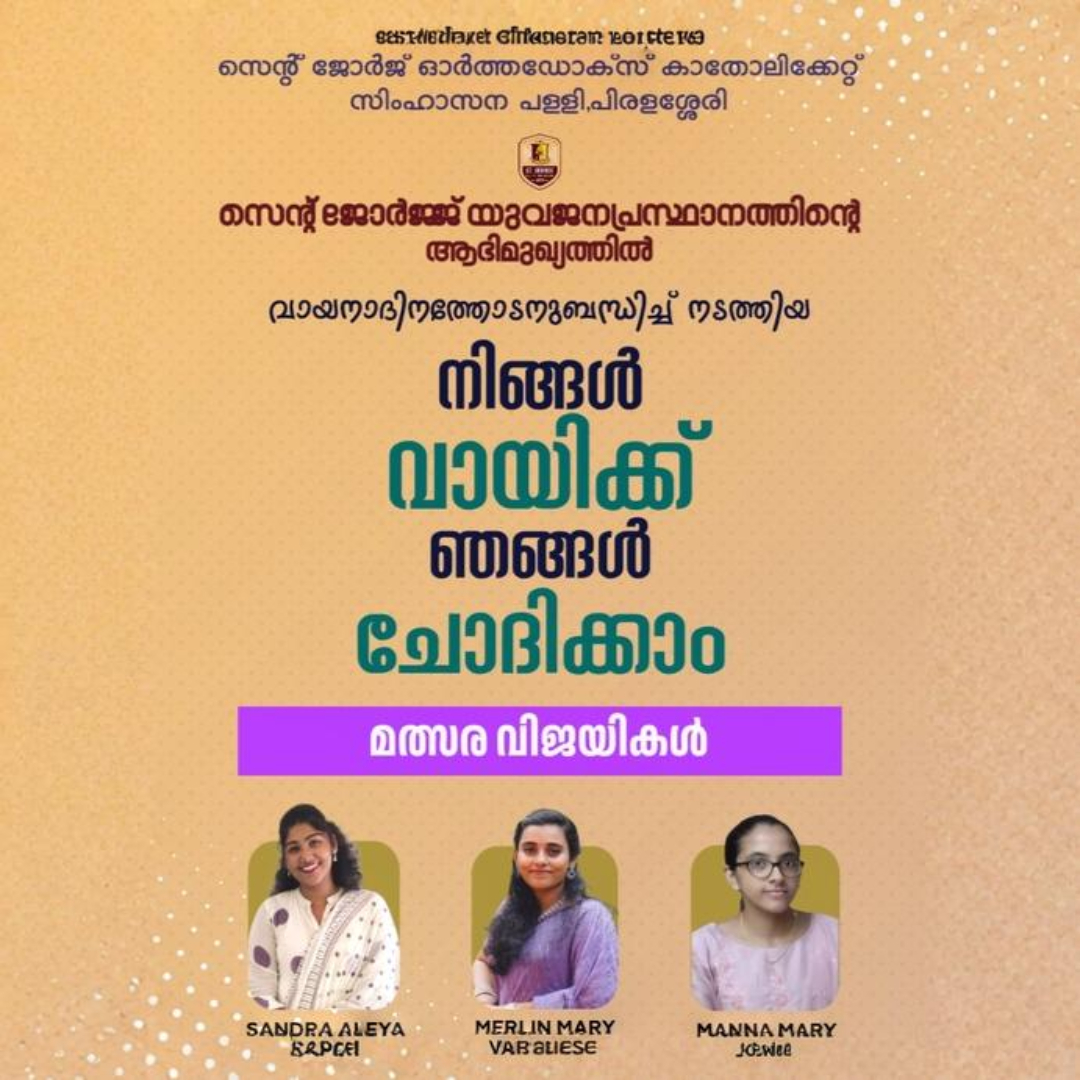 സെന്റ് ജോർജ് ഓർത്തഡോക്സ് കാതോലിക്കേറ്റ്
സിംഹാസന പള്ളി,പിരളശ്ശേരി
സെന്റ് ജോർജ്ജ് യുവജനപ്രസ്ഥാനത്തിന്റെ
ആഭിമുഖ്യത്തിൽ
വായനാദിനത്തോടനുബന്ധിച്ച് നടത്തിയ
നിങ്ങൾ
വായിക്ക്
ഞങ്ങൾ
ചോദിക്കാം
മത്സര വിജയികൾ
SANDRA ALEYA
MERLIN MARY
MANNA MARY